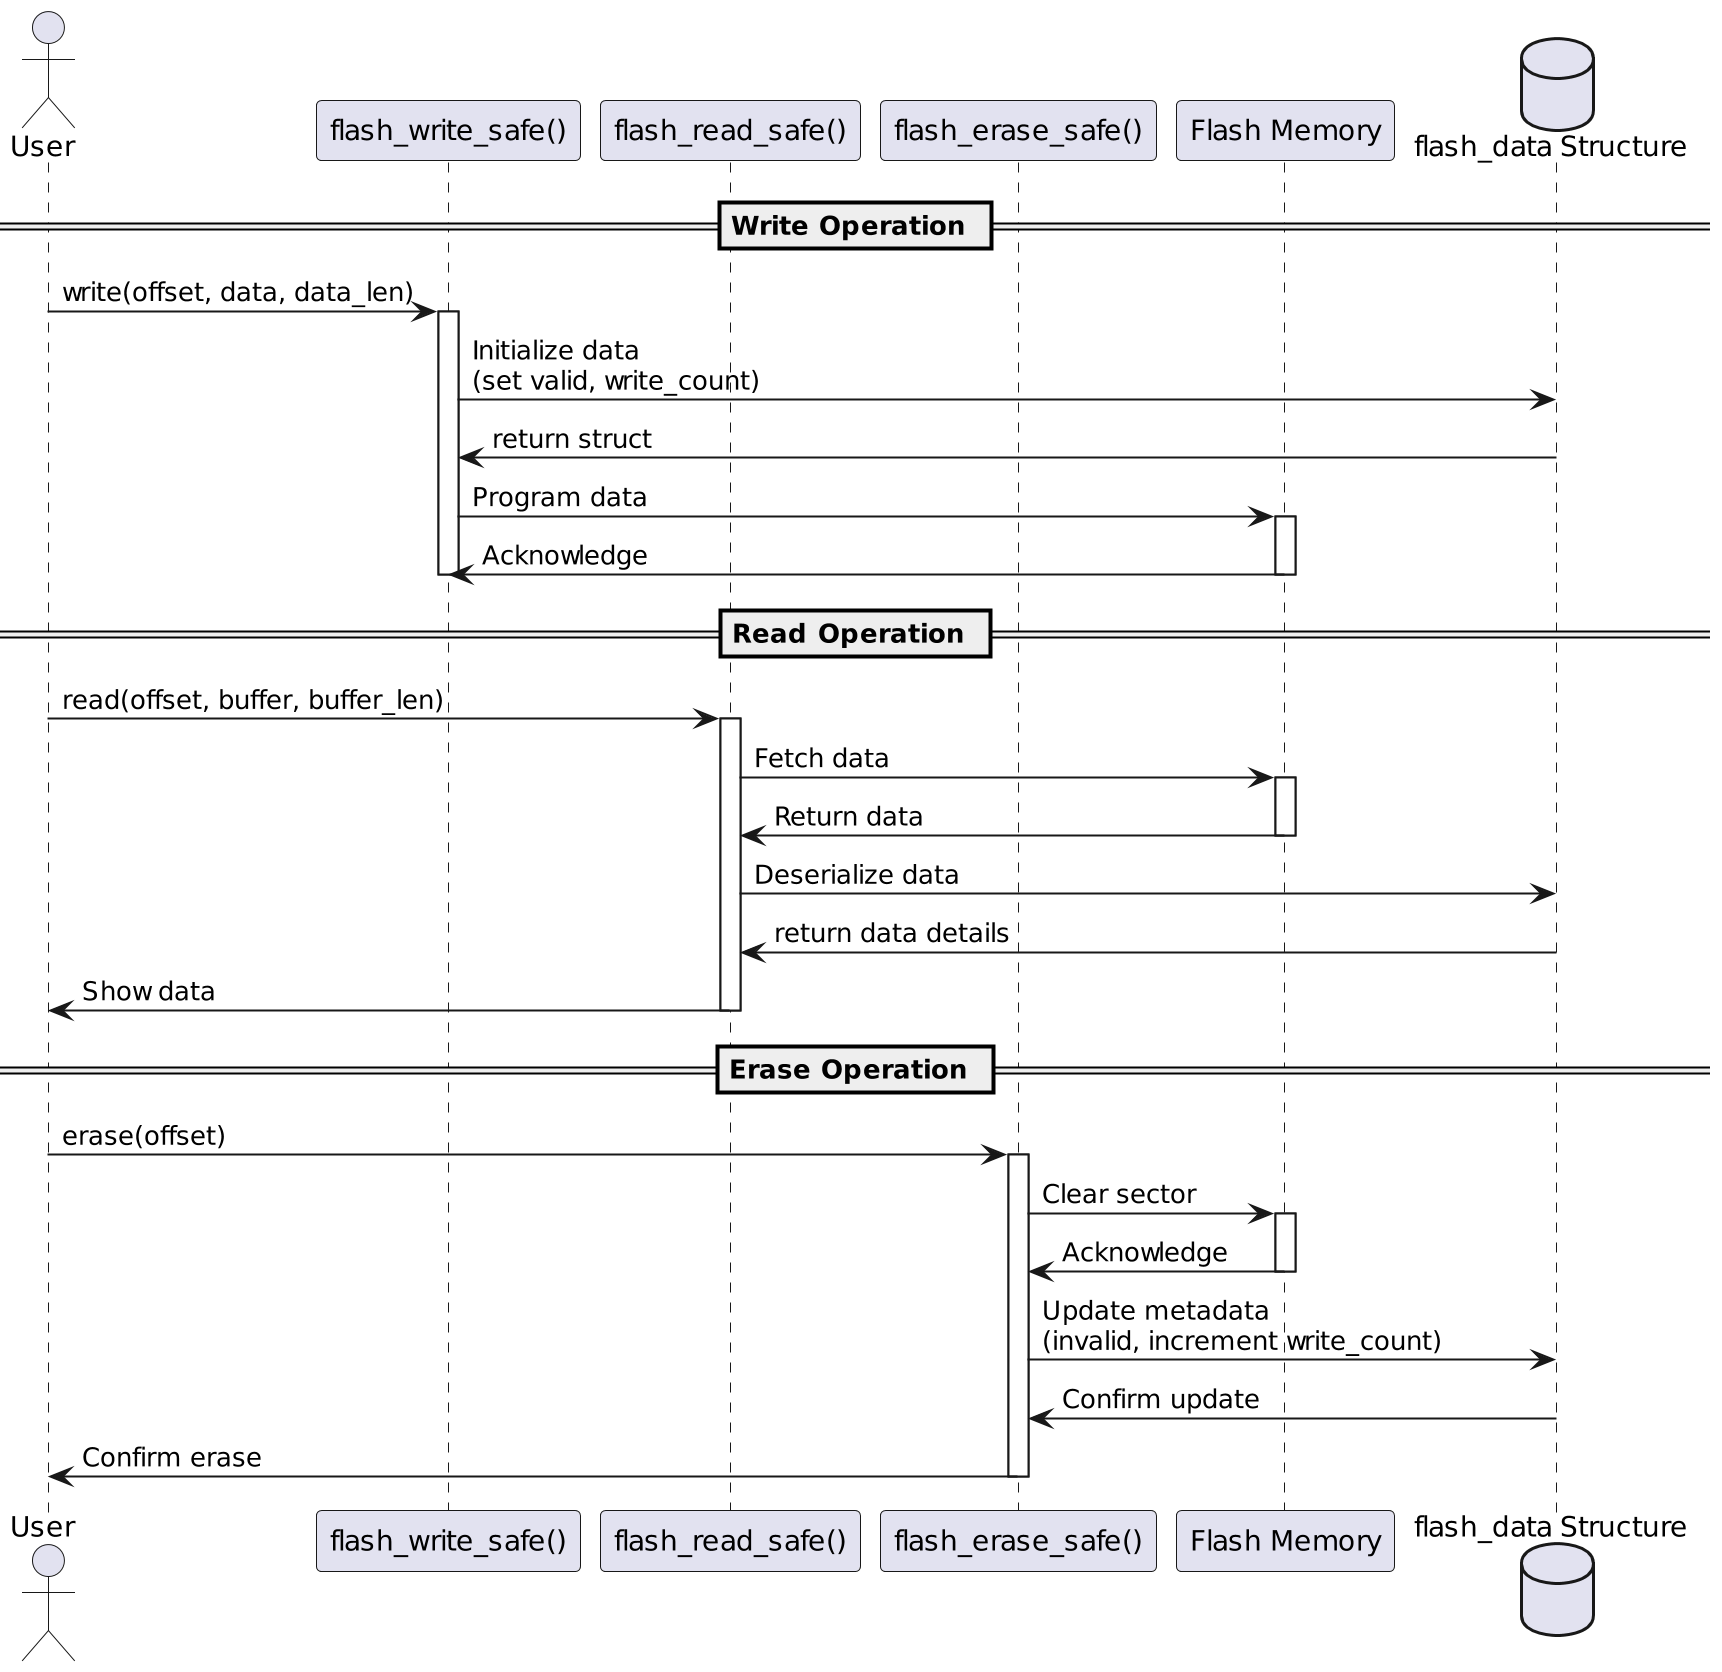 User
flash_write_safe()
flash_read_safe()
flash_erase_safe()
Flash Memory
flash_data Structure
Write Operation
write(offset, data, data_len)
Initialize data
(set valid, write_count)
return struct
Program data
Acknowledge
Read Operation
read(offset, buffer, buffer_len)
Fetch data
Return data
Deserialize data
return data details
Show data
Erase Operation
erase(offset)
Clear sector
Acknowledge
Update metadata
(invalid, increment write_count)
Confirm update
Confirm erase
User
flash_write_safe()
flash_read_safe()
flash_erase_safe()
Flash Memory
flash_data Structure